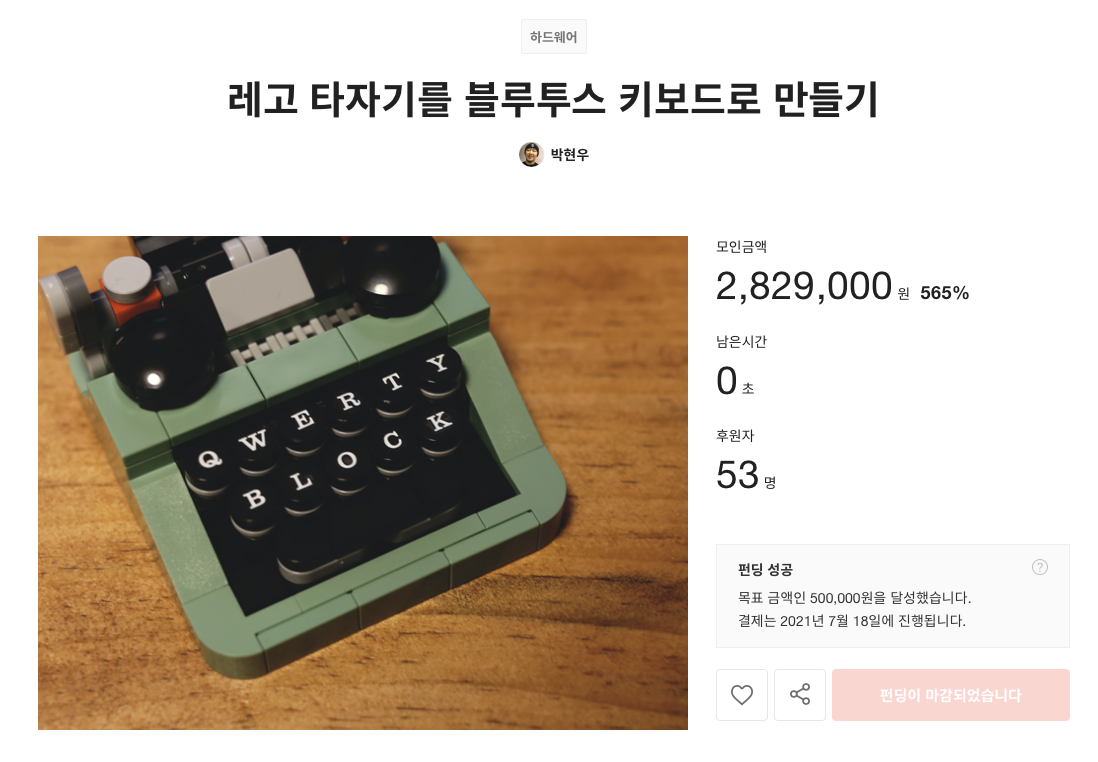 하드웨어
레고 타자기를 블루투스 키보드로 만들기
박현우
모인금액
2,829,000 원 565%
남은시간
0 초
후원자
53 명
Q W E R T Y
B L O C K
펀딩 성공
?
목표 금액인 500,000원을 달성했습니다.
결제는 2021년 7월 18일에 진행됩니다.
펀딩이 마감되었습니다